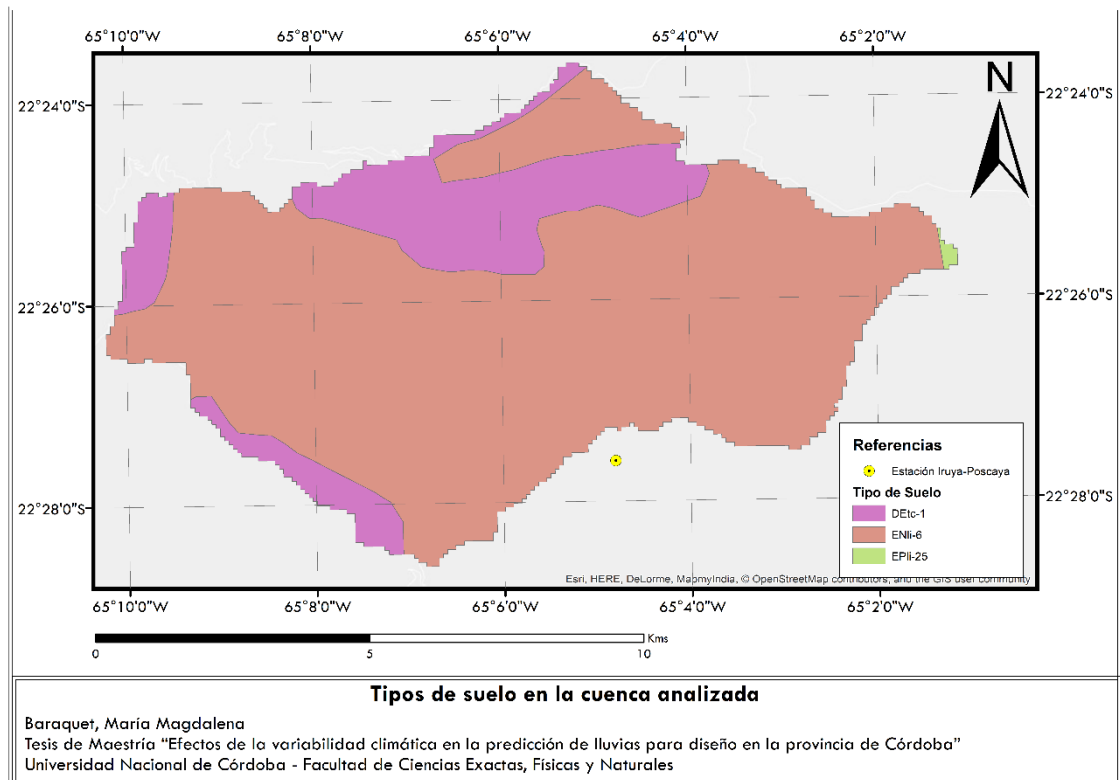 65°10'0"W 65°8'0"W 65°6'0"W 65°4'0"W 65°2'0"W
N
22°24'0"S 22°24'0"S
22°26'0"S 22°26'0"S
22°28'0"S 22°28'0"S
Referencias
Estación Iruya-Poscaya
Tipo de Suelo
DEtc-1
ENli-6
EPli-25
Esri, HERE, DeLorme, MapmyIndia, © OpenStreetMap contributors, and the GIS user community
65°10'0"W 65°8'0"W 65°6'0"W 65°4'0"W 65°2'0"W
Kms
0 5 10
Tipos de suelo en la cuenca analizada
Baraquet, María Magdalena
Tesis de Maestría “Efectos de la variabilidad climática en la predicción de lluvias para diseño en la provincia de Córdoba”
Universidad Nacional de Córdoba - Facultad de Ciencias Exactas, Físicas y Naturales